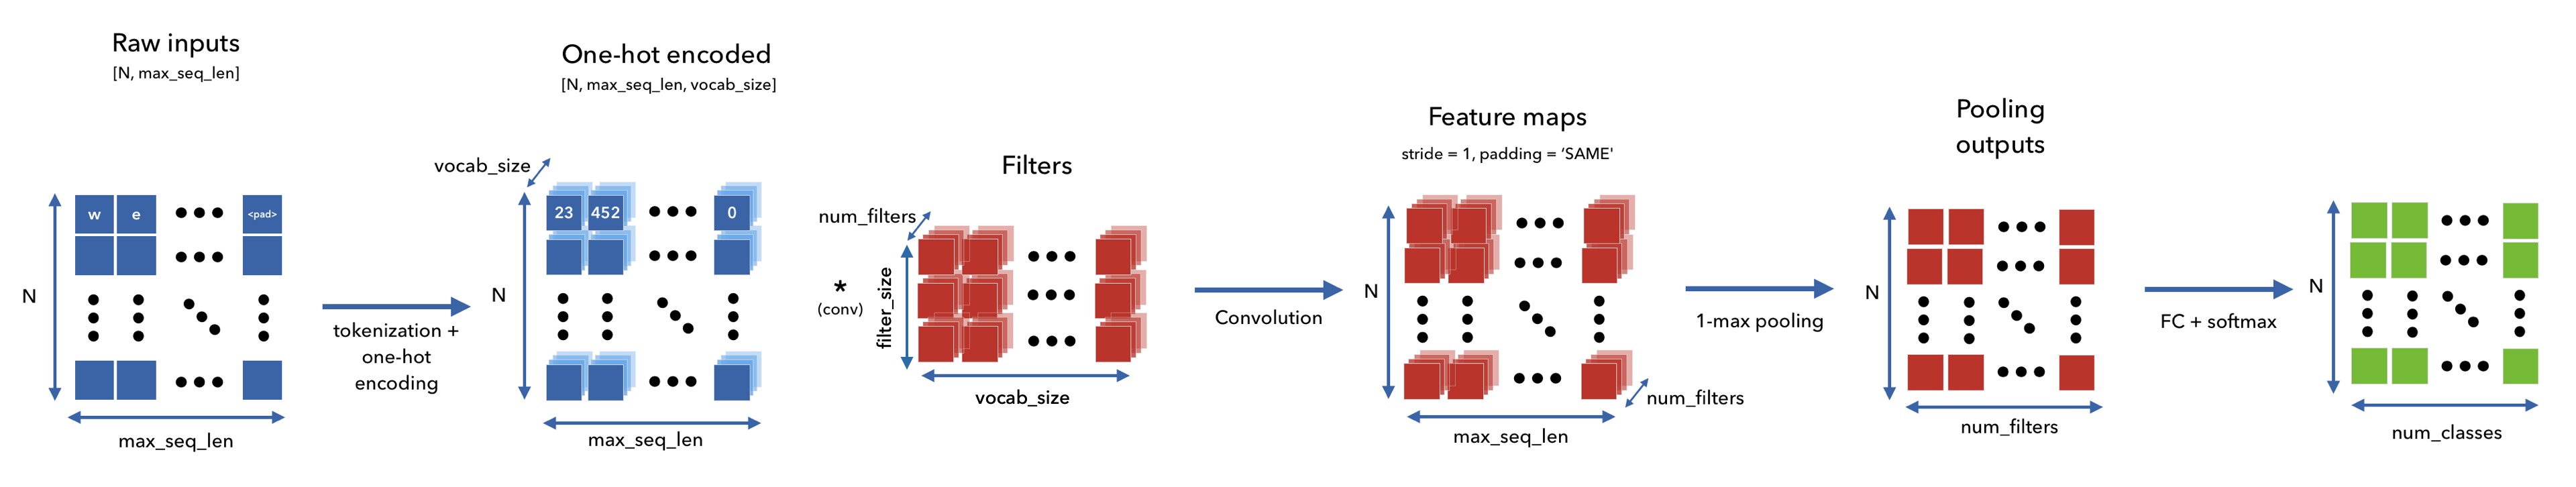 Raw inputs
[N, max_seq_len]
w e <pad>
N
max_seq_len
tokenization +
one-hot
encoding
One-hot encoded
[N, max_seq_len, vocab_size]
vocab_size
23 452 0
N
max_seq_len
*
(conv)
Filters
num_filters
filter_size
vocab_size
Convolution
Feature maps
stride = 1, padding = ‘SAME'
N
num_filters
max_seq_len
1-max pooling
Pooling
outputs
N
num_filters
FC + softmax
N
num_classes